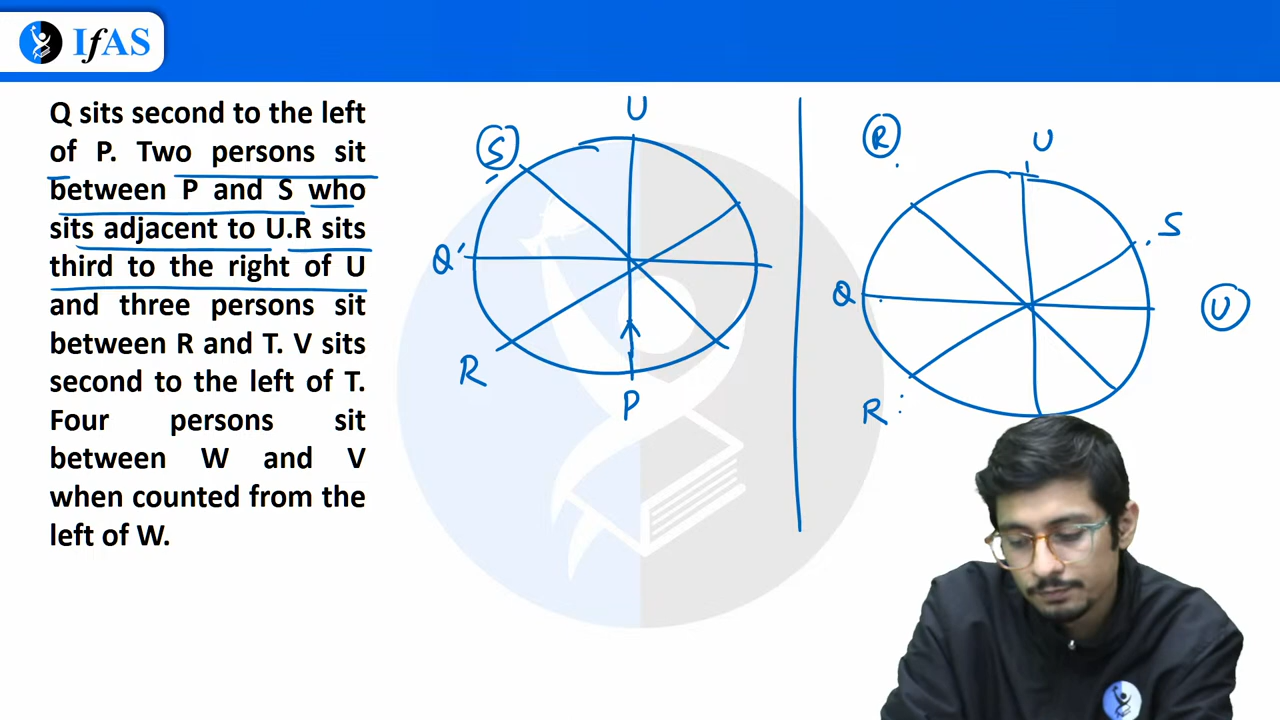 IfAS
Q sits second to the left
of P. Two persons sit
between P and S who
sits adjacent to U.R sits
third to the right of U
and three persons sit
between R and T. V sits
second to the left of T.
Four persons sit
between W and V
when counted from the
left of W.
U
S
Q
R
P
R
U
S
Q
U
R